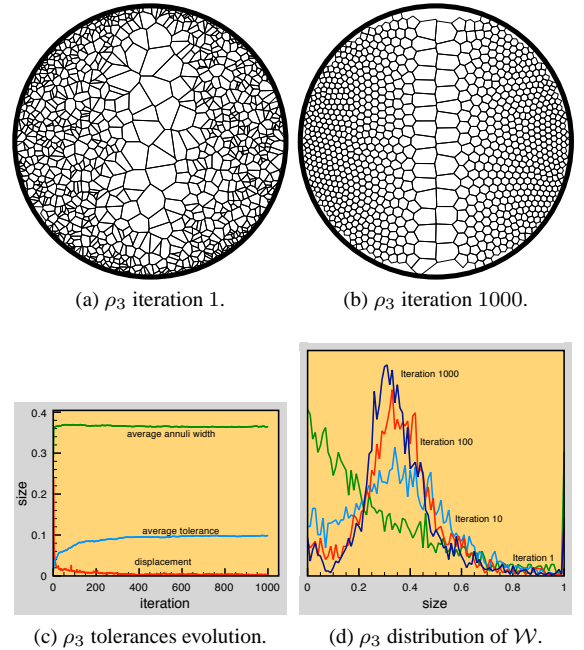 (a) ρ3 iteration 1.
(b) ρ3 iteration 1000.
0.4
0.3
0.2
0.1
0
size
average annuli width
average tolerance
displacement
0 200 400 600 800 1000
iteration
(c) ρ3 tolerances evolution.
Iteration 1000
Iteration 100
Iteration 10
Iteration 1
0 0.2 0.4 0.6 0.8 1
size
(d) ρ3 distribution of 𝒲.